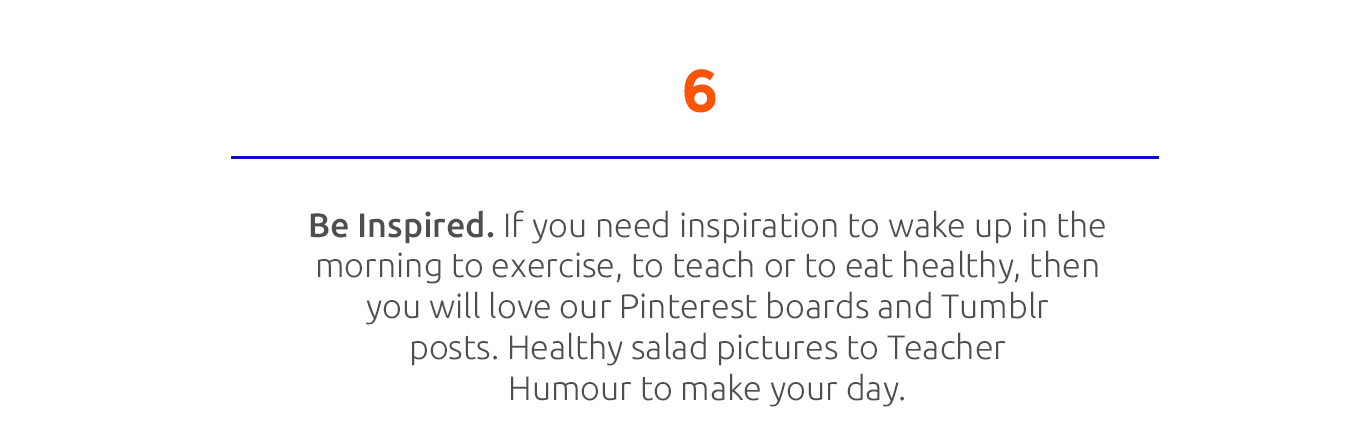 6
Be Inspired. If you need inspiration to wake up in the
morning to exercise, to teach or to eat healthy, then
you will love our Pinterest boards and Tumblr
posts. Healthy salad pictures to Teacher
Humour to make your day.